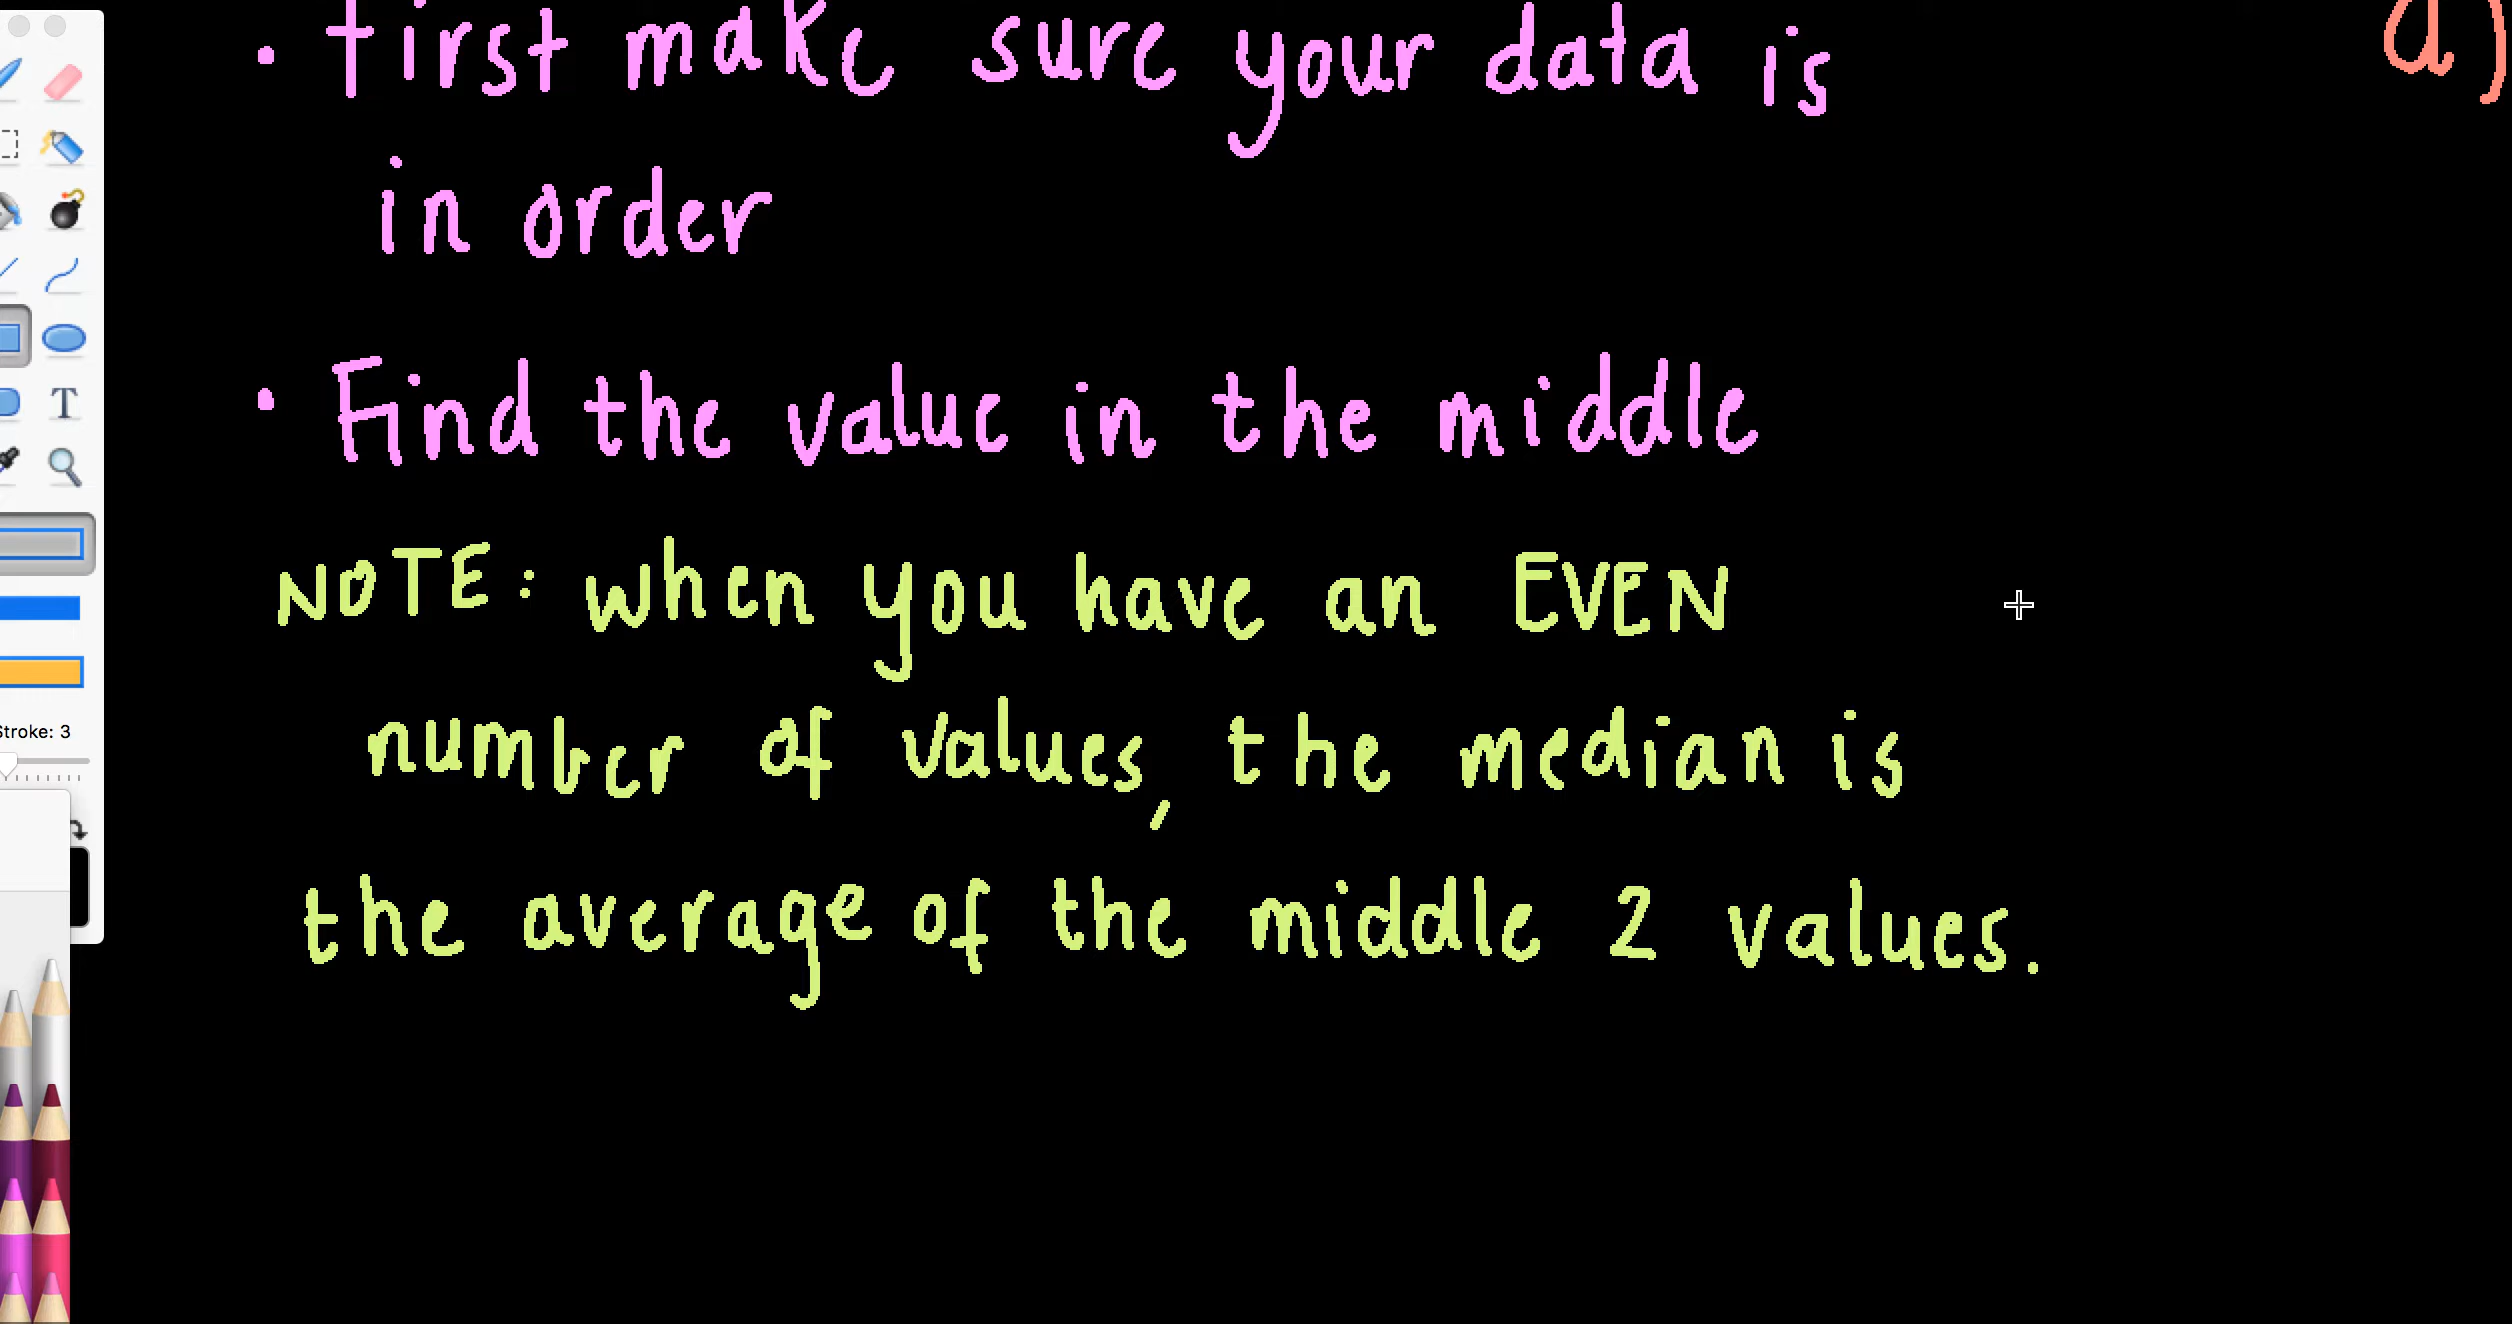 • First make sure your data is
in order
• Find the value in the middle
NOTE: when you have an EVEN
number of values, the median is
the average of the middle 2 values.
a)
T
Stroke: 3